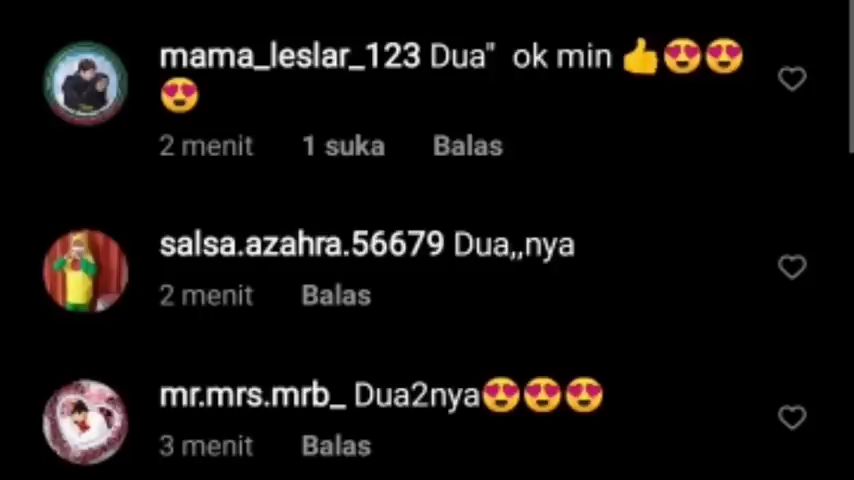 mama_leslar_123 Dua" ok min 👍😍😍
😍
2 menit 1 suka Balas
salsa.azahra.56679 Dua,,nya
2 menit Balas
mr.mrs.mrb_ Dua2nya😍😍😍
3 menit Balas